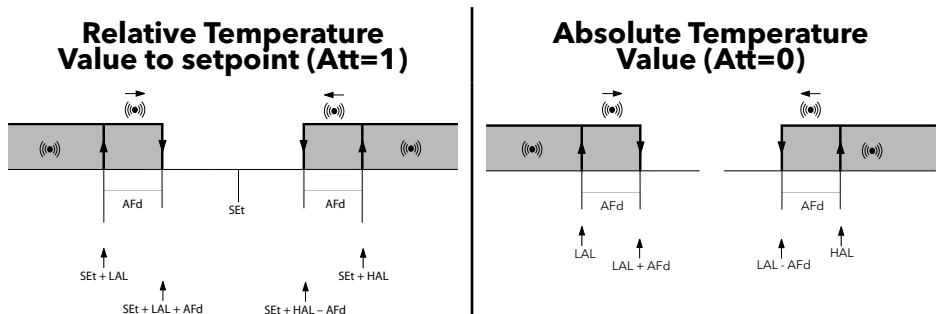 Relative Temperature
Value to setpoint (Att=1)
AFd
SEt
AFd
SEt + LAL
SEt + HAL
SEt + LAL + AFd
SEt + HAL – AFd
Absolute Temperature
Value (Att=0)
AFd
AFd
LAL
LAL + AFd
LAL - AFd
HAL